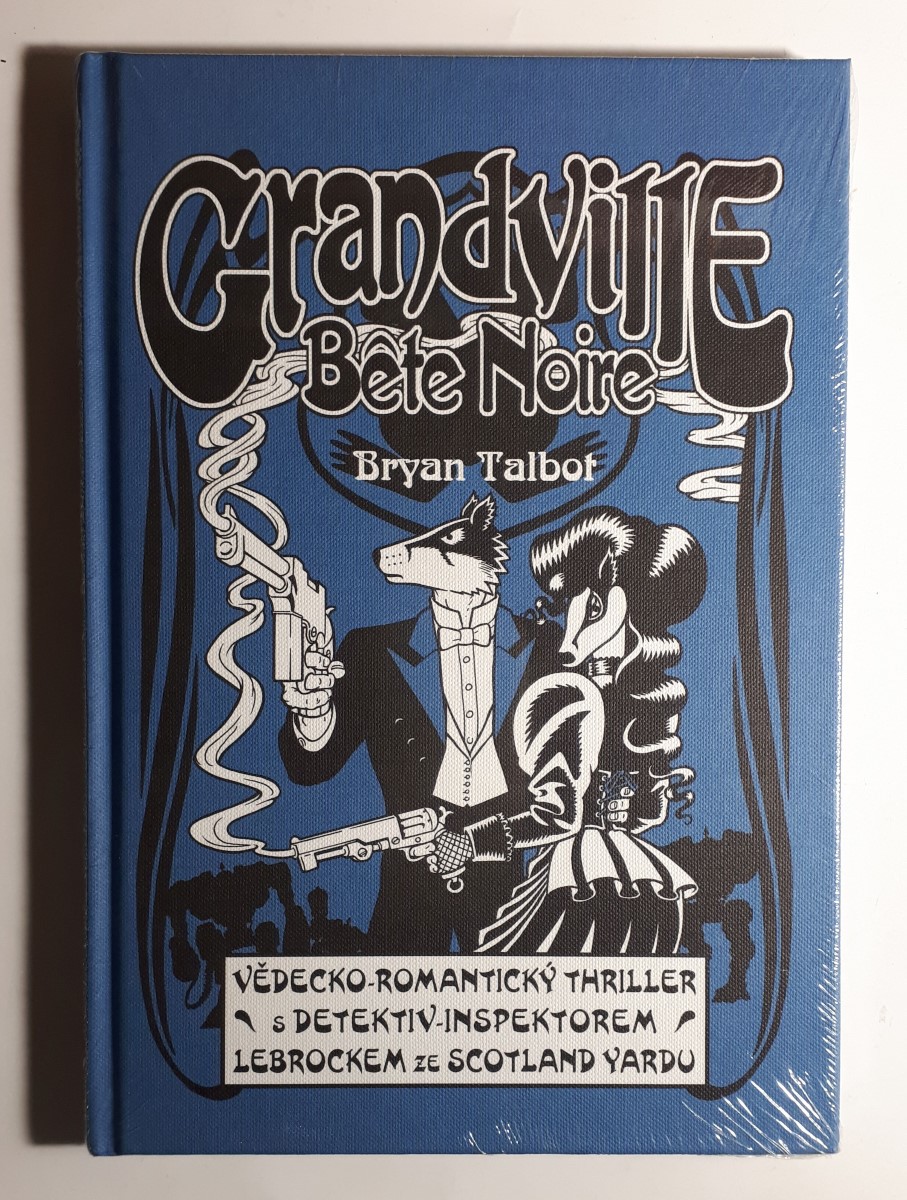 Grandville
Bête Noire
Bryan Talbot
VĚDECKO-ROMANTICKÝ THRILLER
S DETEKTIV-INSPEKTOREM
LEBROCKEM ZE SCOTLAND YARDU